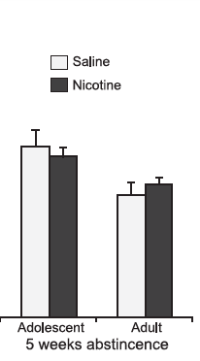 Saline
Nicotine
Adolescent Adult
5 weeks abstincence